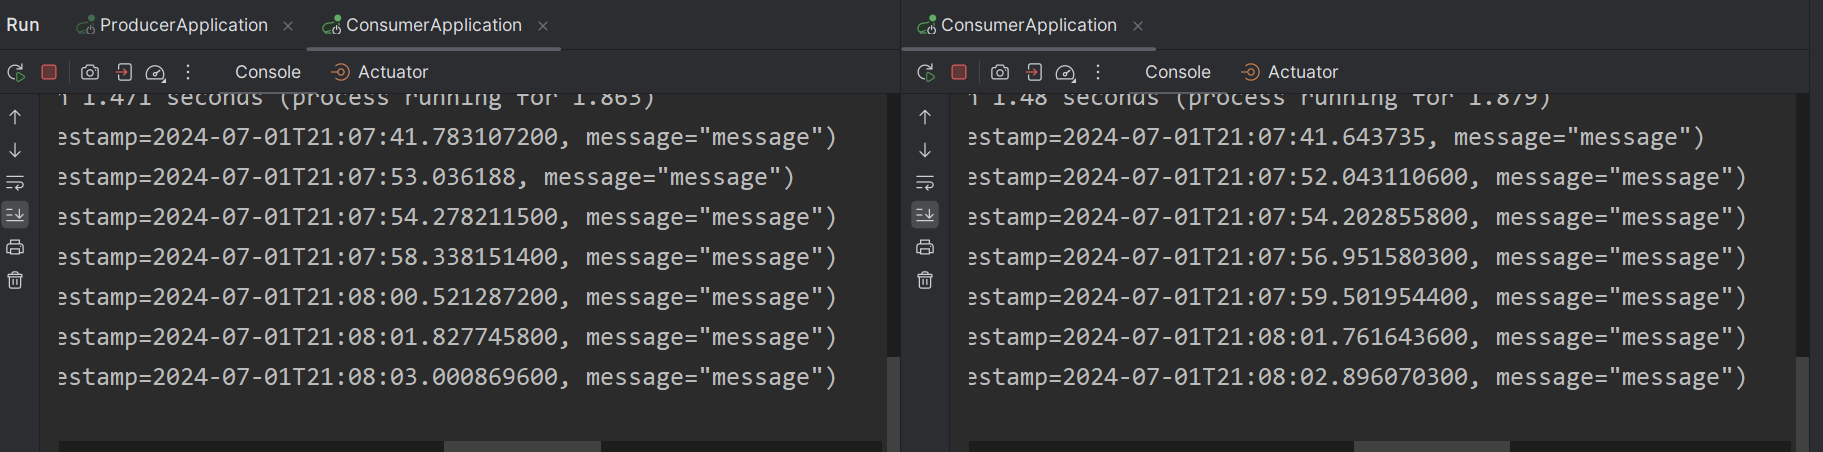 Run ProducerApplication ConsumerApplication
Console Actuator
n 1.471 seconds (process running for 1.863)
estamp=2024-07-01T21:07:41.783107200, message="message")
estamp=2024-07-01T21:07:53.036188, message="message")
estamp=2024-07-01T21:07:54.278211500, message="message")
estamp=2024-07-01T21:07:58.338151400, message="message")
estamp=2024-07-01T21:08:00.521287200, message="message")
estamp=2024-07-01T21:08:01.827745800, message="message")
estamp=2024-07-01T21:08:03.000869600, message="message")
ConsumerApplication
Console Actuator
n 1.48 seconds (process running for 1.879)
estamp=2024-07-01T21:07:41.643735, message="message")
estamp=2024-07-01T21:07:52.043110600, message="message")
estamp=2024-07-01T21:07:54.202855800, message="message")
estamp=2024-07-01T21:07:56.951580300, message="message")
estamp=2024-07-01T21:07:59.501954400, message="message")
estamp=2024-07-01T21:08:01.761643600, message="message")
estamp=2024-07-01T21:08:02.896070300, message="message")